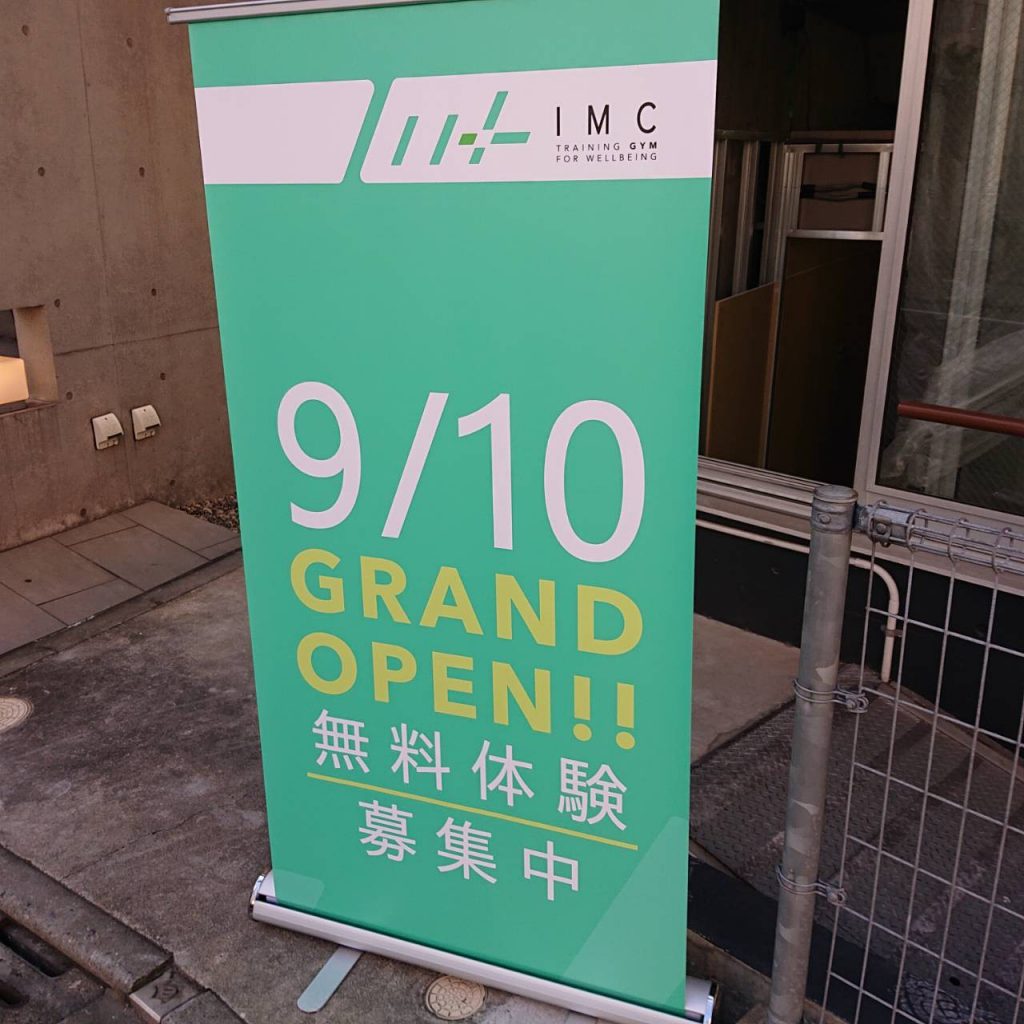 IMC
TRAINING GYM
FOR WELLBEING
9/10
GRAND
OPEN!!
無料体験
募集中